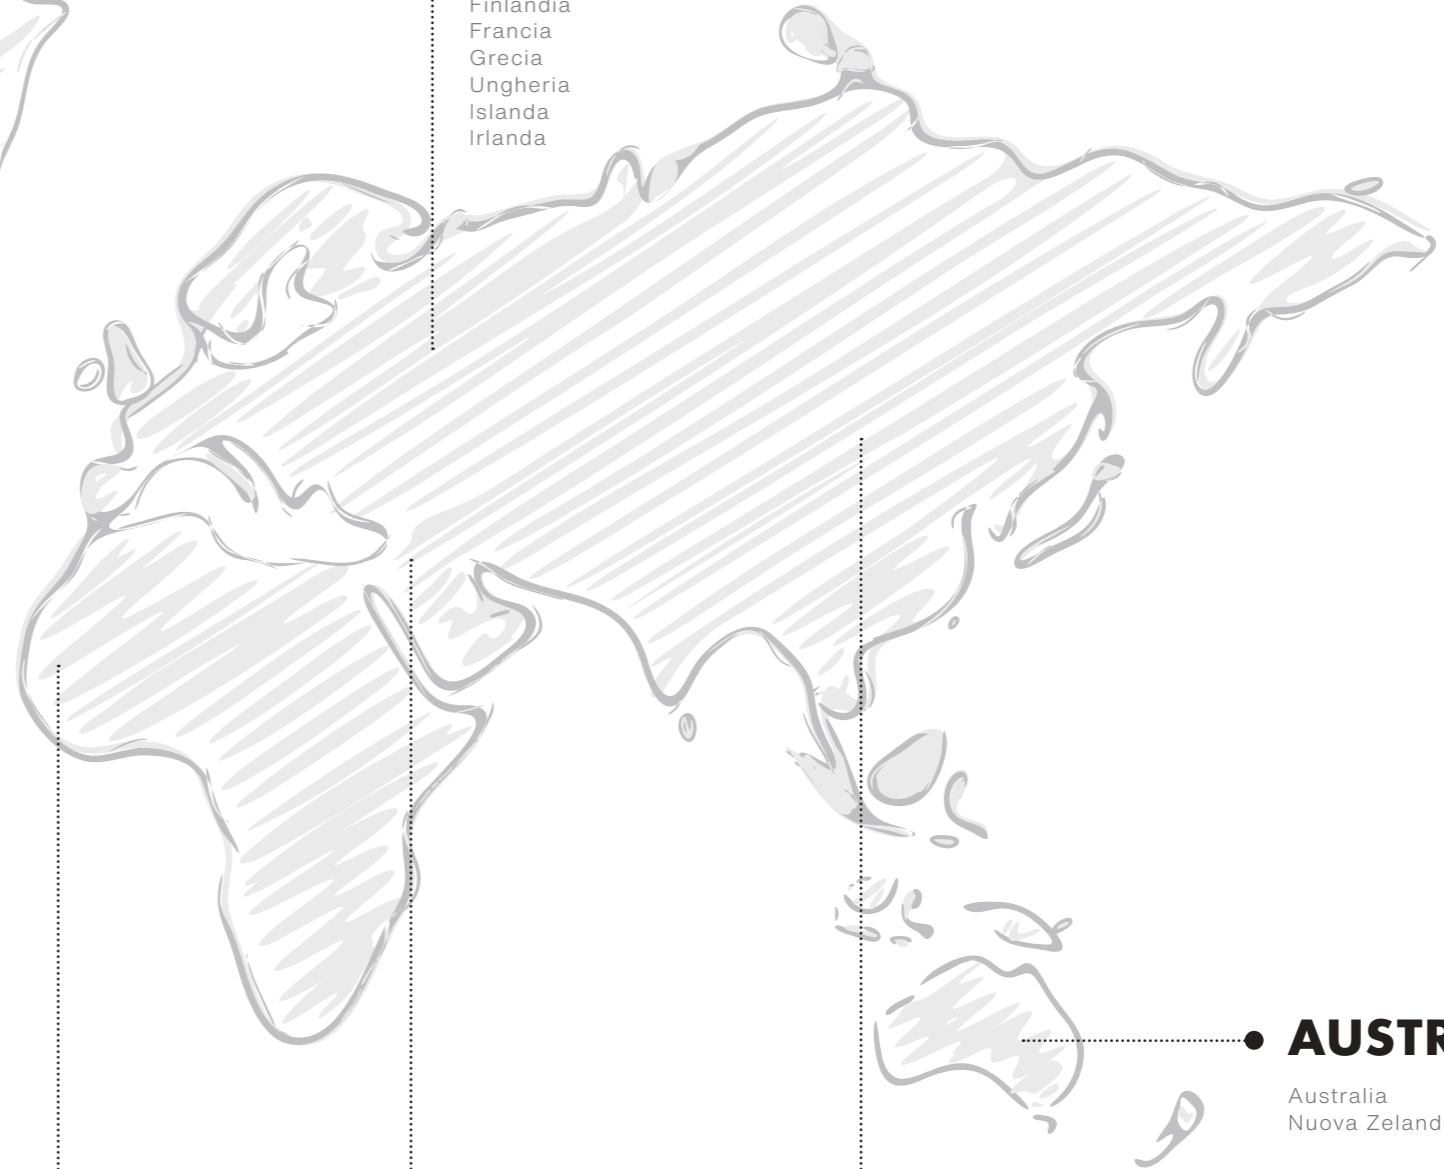 Finlandia
Francia
Grecia
Ungheria
Islanda
Irlanda
AUSTR
Australia
Nuova Zeland